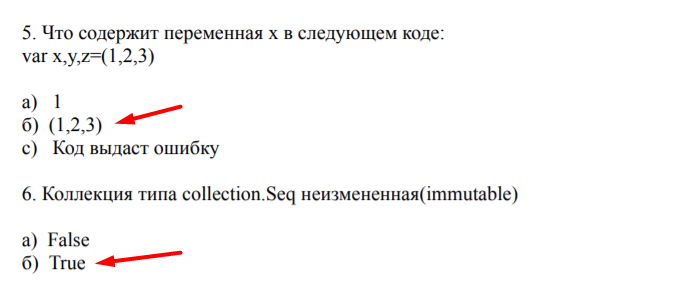 5. Что содержит переменная x в следующем коде:
var x,y,z=(1,2,3)
а) 1
б) (1,2,3)
с) Код выдаст ошибку
6. Коллекция типа collection.Seq неизмененная(immutable)
а) False
б) True